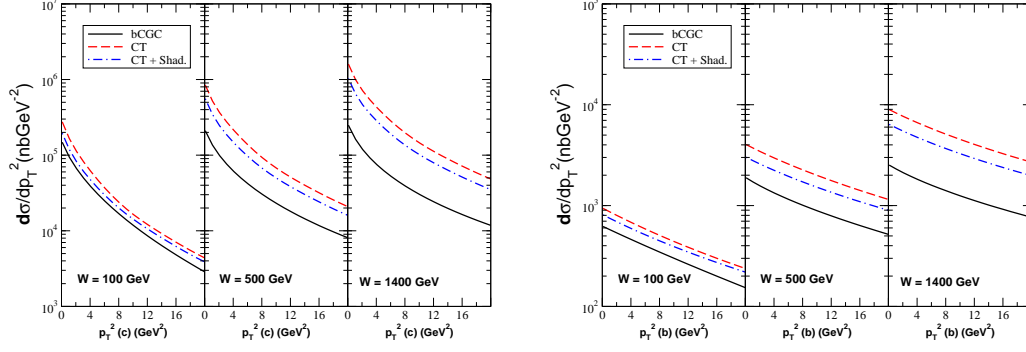 10^7
10^6
10^5
10^4
10^3
dσ/dp_T^2 (nbGeV^-2)
bCGC
CT
CT + Shad.
W = 100 GeV
W = 500 GeV
W = 1400 GeV
0 4 8 12 16 0 4 8 12 16 0 4 8 12 16
p_T^2 (c) (GeV^2)
p_T^2 (c) (GeV^2)
p_T^2 (c) (GeV^2)
10^5
10^4
10^3
10^2
dσ/dp_T^2 (nbGeV^-2)
bCGC
CT
CT + Shad.
W = 100 GeV
W = 500 GeV
W = 1400 GeV
0 4 8 12 16 0 4 8 12 16 0 4 8 12 16
p_T^2 (b) (GeV^2)
p_T^2 (b) (GeV^2)
p_T^2 (b) (GeV^2)